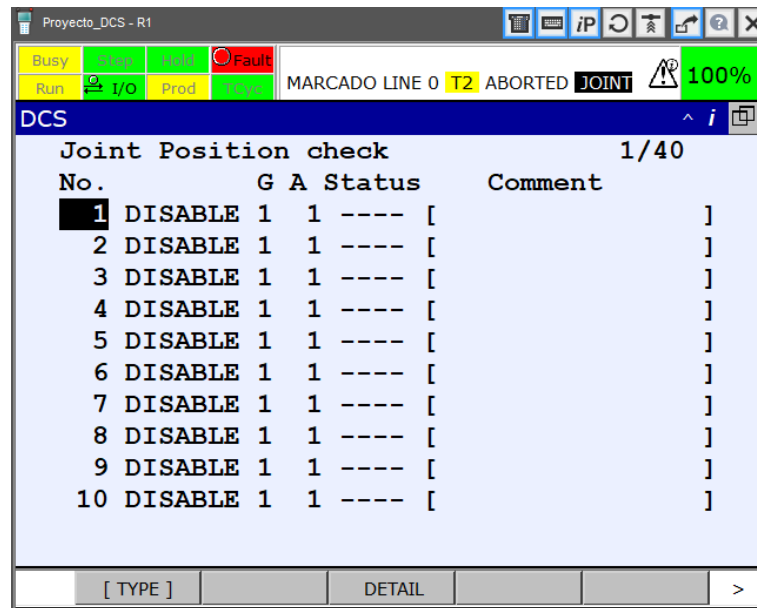 Proyecto_DCS - R1
iP
Busy Step Hold Fault
Run I/O Prod TCyc
MARCADO LINE 0 T2 ABORTED JOINT 100%
DCS
i
Joint Position check 1/40
No. G A Status Comment
1 DISABLE 1 1 ---- [ ]
2 DISABLE 1 1 ---- [ ]
3 DISABLE 1 1 ---- [ ]
4 DISABLE 1 1 ---- [ ]
5 DISABLE 1 1 ---- [ ]
6 DISABLE 1 1 ---- [ ]
7 DISABLE 1 1 ---- [ ]
8 DISABLE 1 1 ---- [ ]
9 DISABLE 1 1 ---- [ ]
10 DISABLE 1 1 ---- [ ]
[ TYPE ] DETAIL >